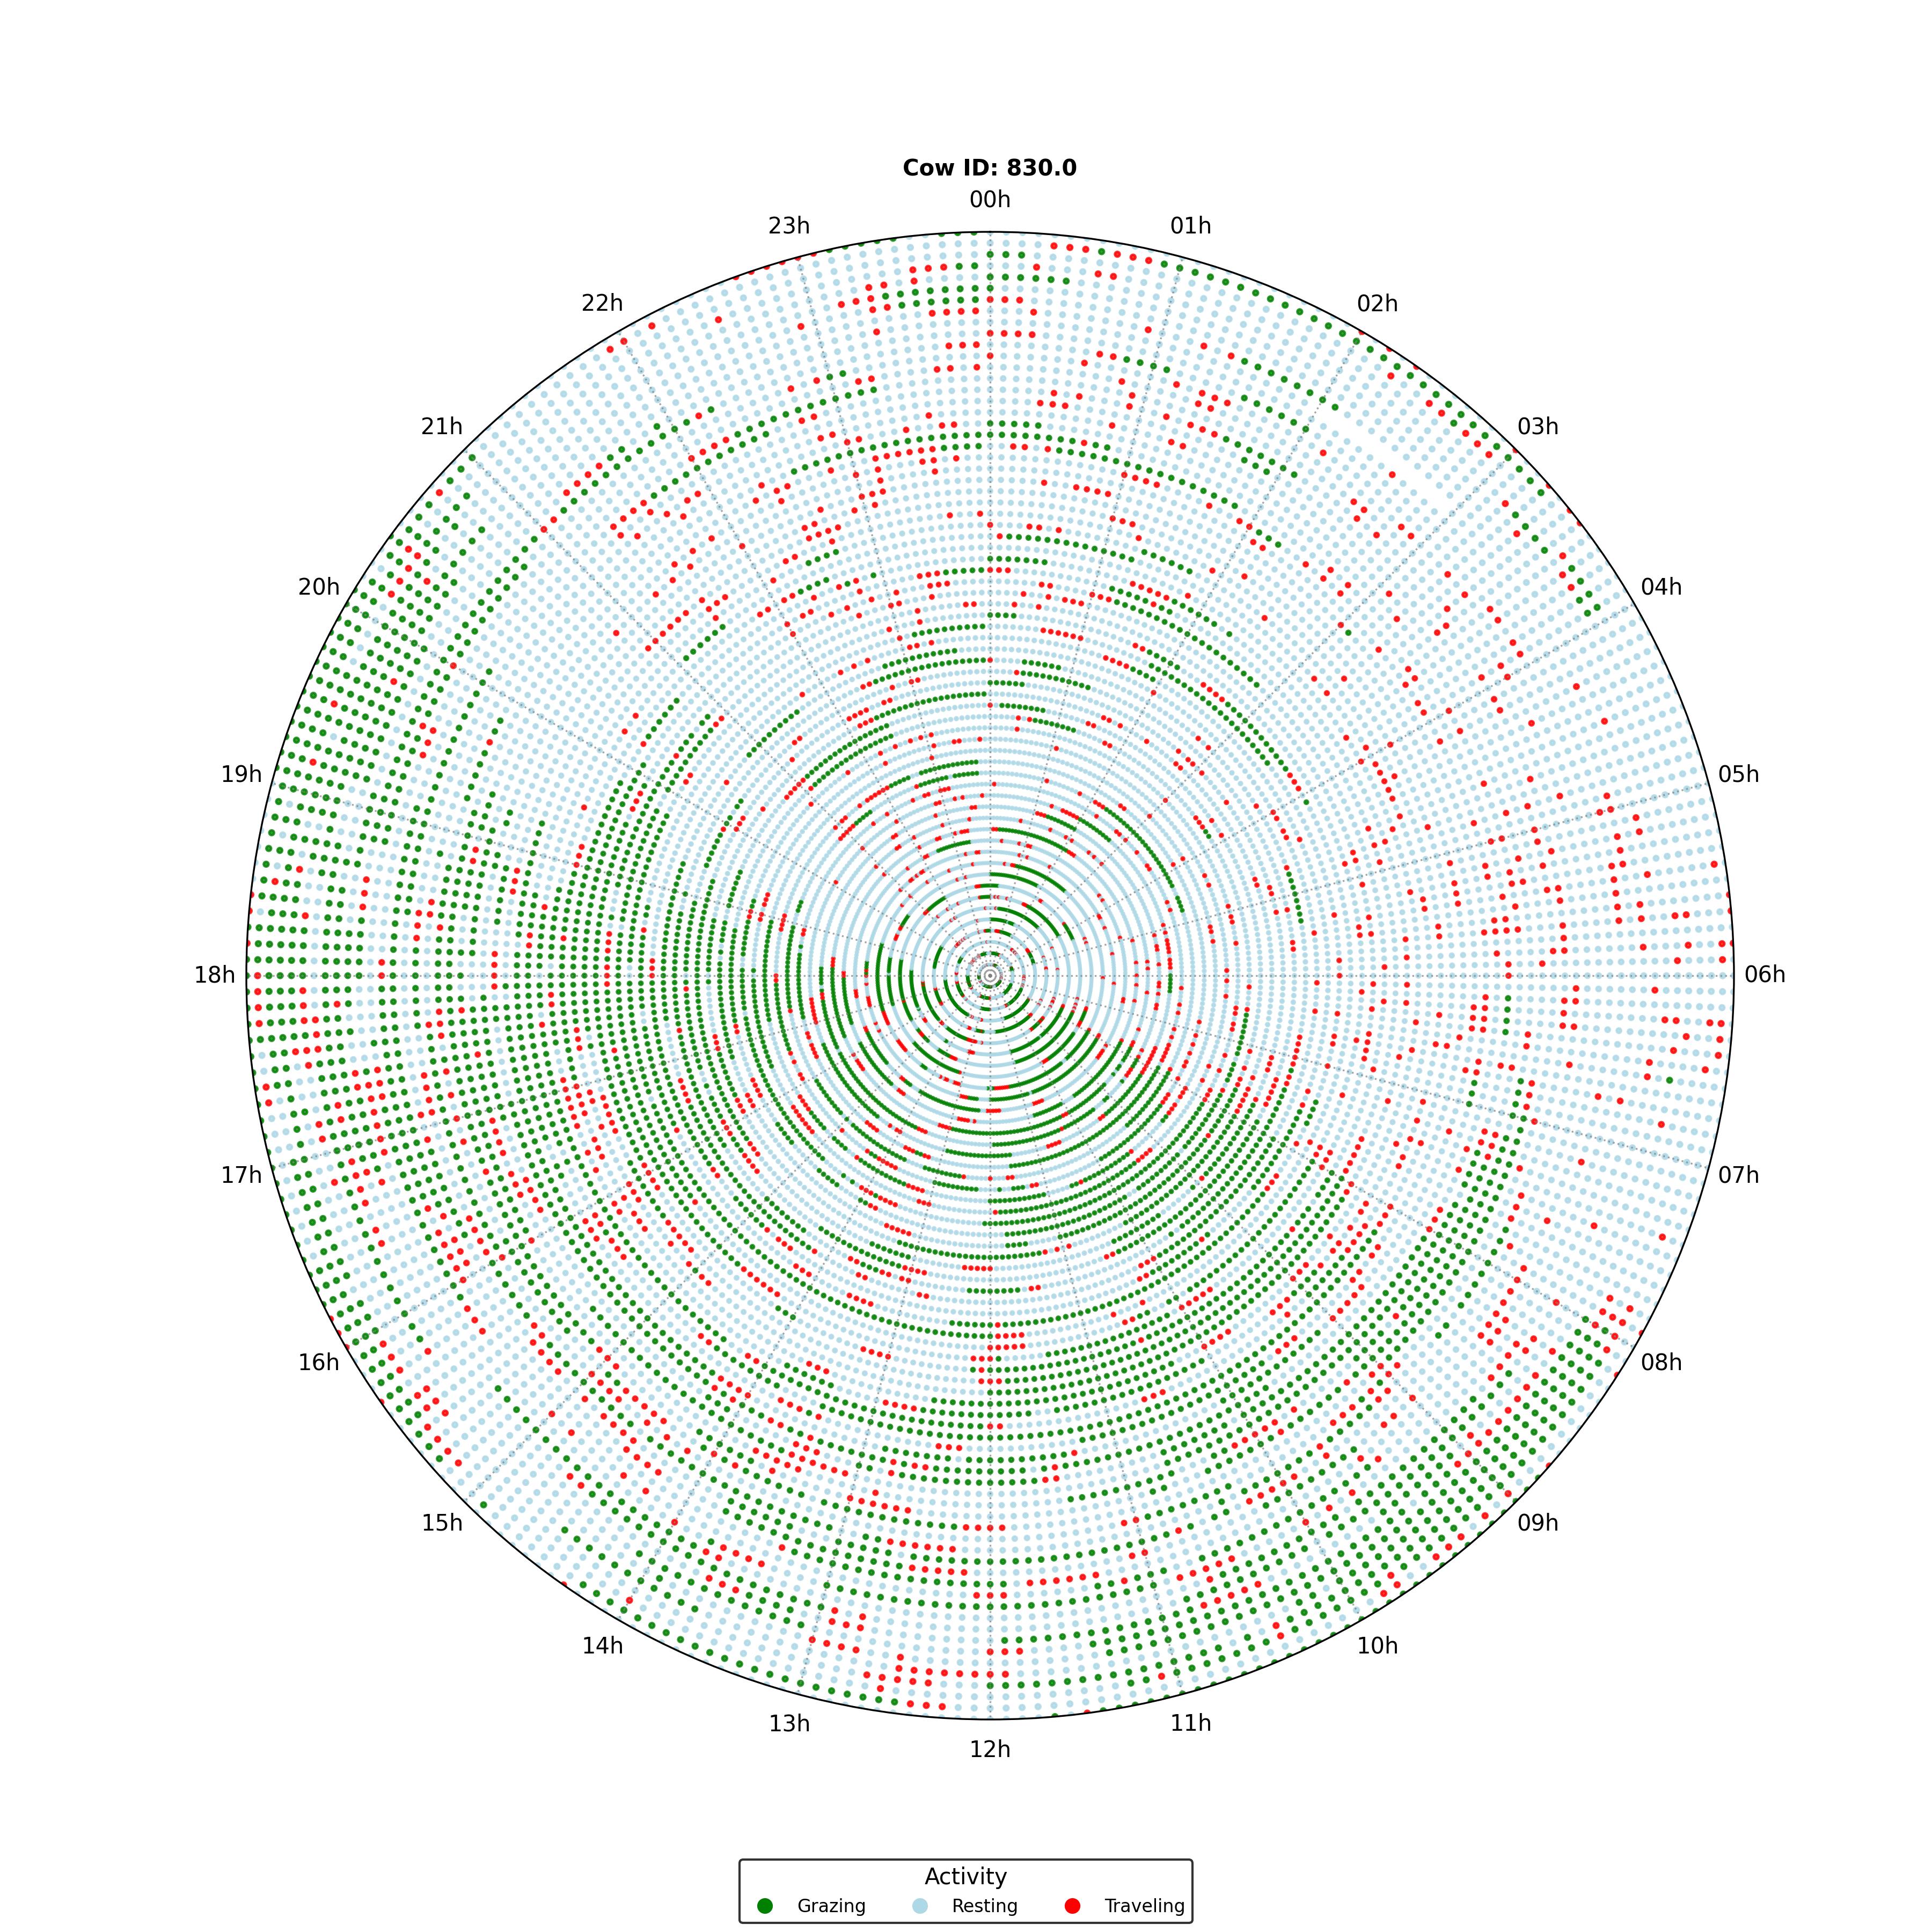 Cow ID: 830.0
00h
23h
01h
22h
02h
21h
03h
20h
04h
19h
05h
18h
06h
17h
07h
16h
08h
15h
09h
14h
10h
13h
11h
12h
Activity
Grazing Resting Traveling